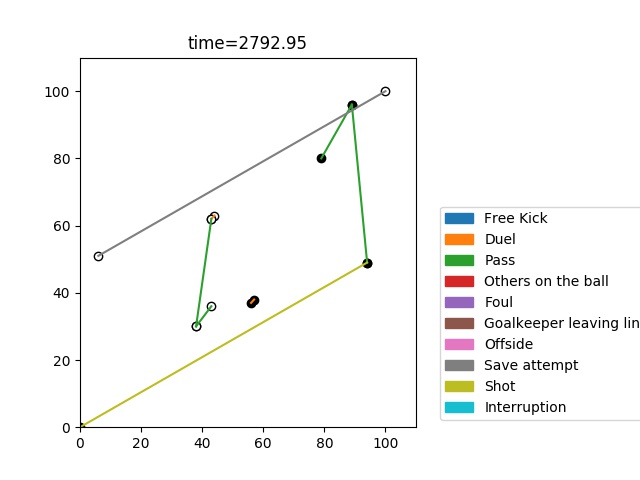 time=2792.95
100
80
60
40
20
0
0 20 40 60 80 100
Free Kick
Duel
Pass
Others on the ball
Foul
Goalkeeper leaving lin
Offside
Save attempt
Shot
Interruption